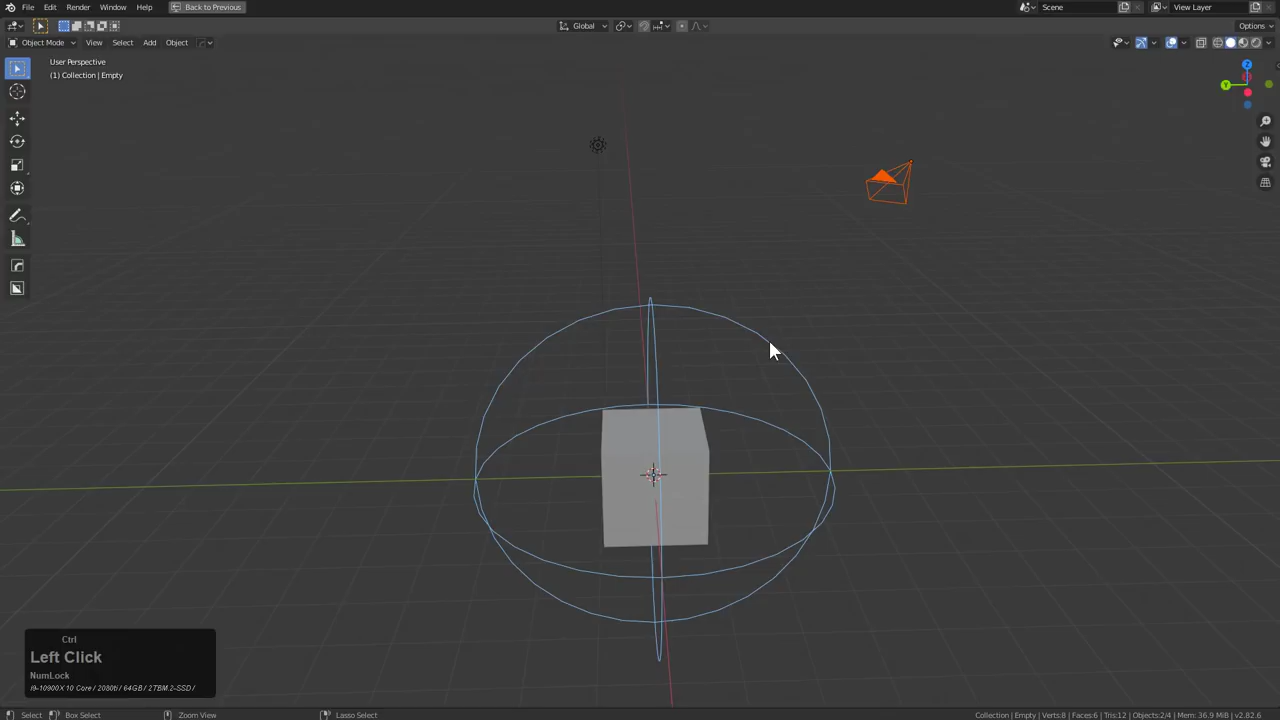 File Edit Render Window Help Back to Previous Scene View Layer
Global Options
Object Mode View Select Add Object
User Perspective
(1) Collection | Empty
Z
Y
Ctrl
Left Click
NumLock
i9-10900X 10 Core / 2080ti / 64GB / 2TBM.2-SSD /
Select Box Select Zoom View Lasso Select Collection | Empty | Verts:8 | Faces:6 | Tris:12 | Objects:2/4 | Mem: 36.9 MiB | v2.82.6